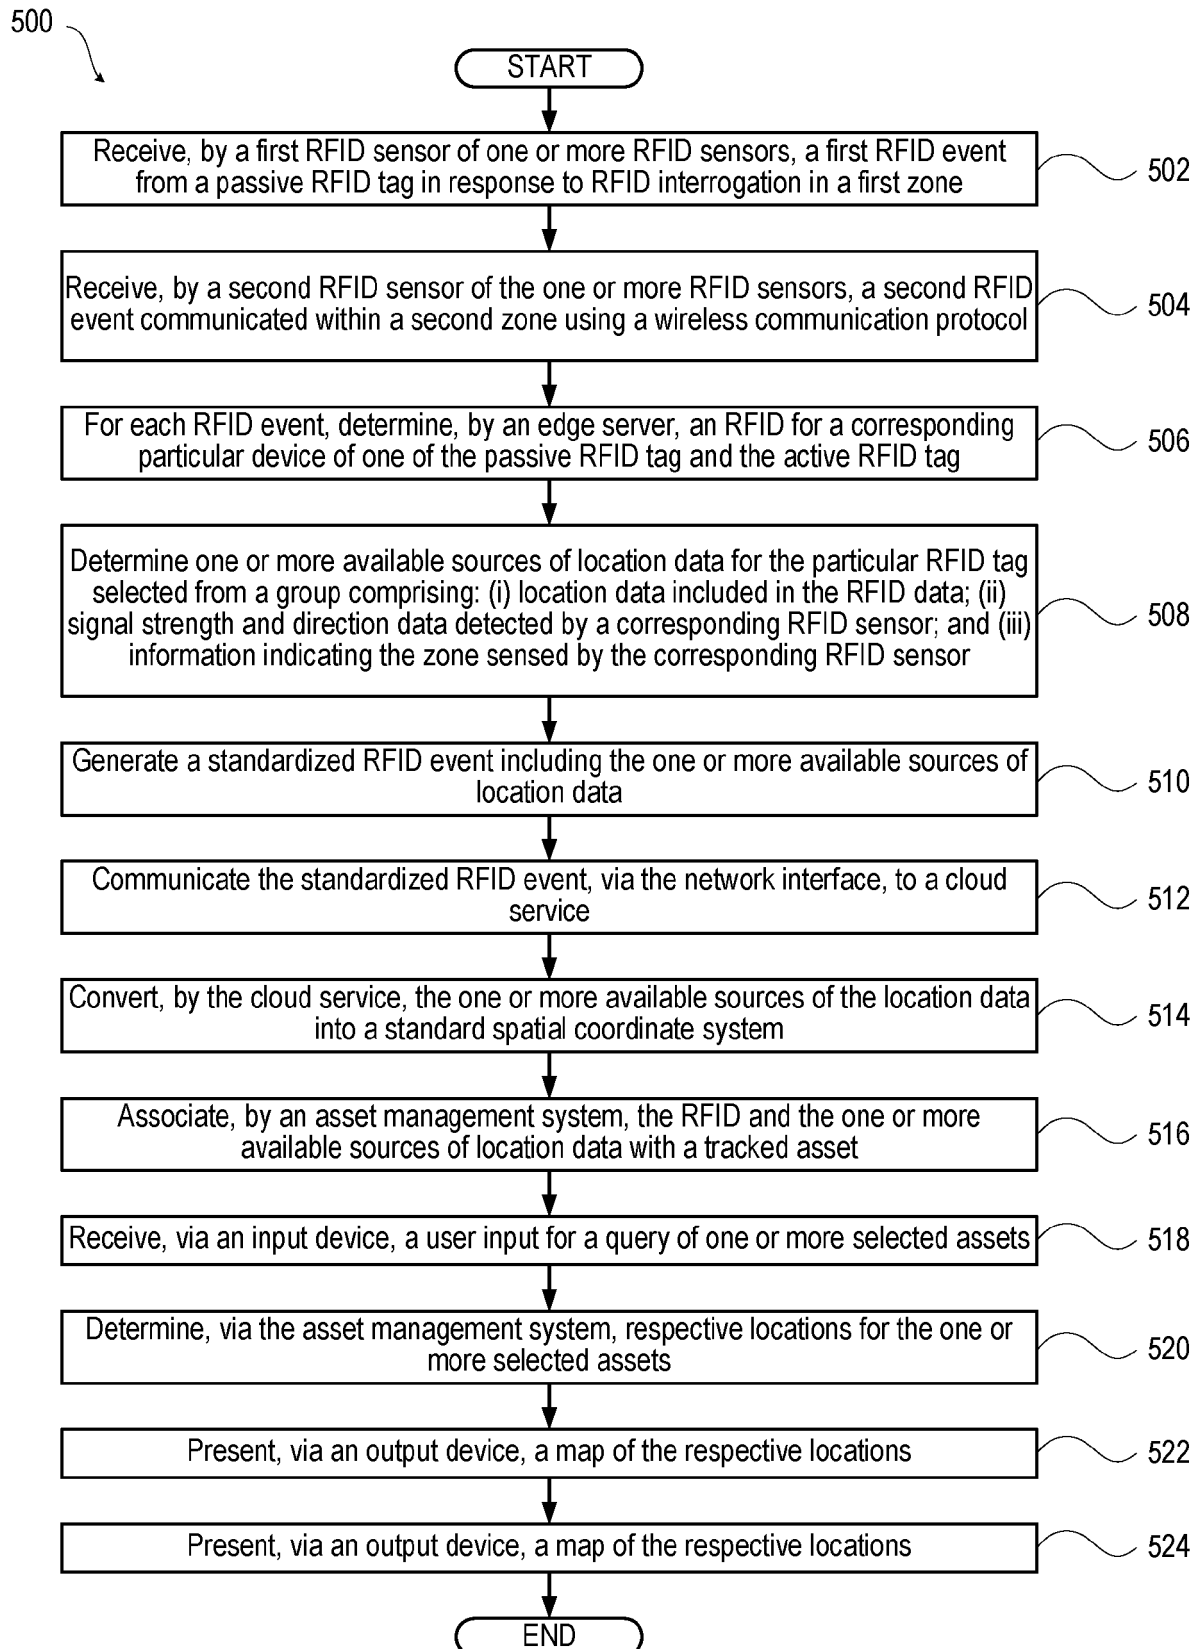 500
START
Receive, by a first RFID sensor of one or more RFID sensors, a first RFID event
from a passive RFID tag in response to RFID interrogation in a first zone
502
Receive, by a second RFID sensor of the one or more RFID sensors, a second RFID
event communicated within a second zone using a wireless communication protocol
504
For each RFID event, determine, by an edge server, an RFID for a corresponding
particular device of one of the passive RFID tag and the active RFID tag
506
Determine one or more available sources of location data for the particular RFID tag
selected from a group comprising: (i) location data included in the RFID data; (ii)
signal strength and direction data detected by a corresponding RFID sensor; and (iii)
information indicating the zone sensed by the corresponding RFID sensor
508
Generate a standardized RFID event including the one or more available sources of
location data
510
Communicate the standardized RFID event, via the network interface, to a cloud
service
512
Convert, by the cloud service, the one or more available sources of the location data
into a standard spatial coordinate system
514
Associate, by an asset management system, the RFID and the one or more
available sources of location data with a tracked asset
516
Receive, via an input device, a user input for a query of one or more selected assets
518
Determine, via the asset management system, respective locations for the one or
more selected assets
520
Present, via an output device, a map of the respective locations
522
Present, via an output device, a map of the respective locations
524
END